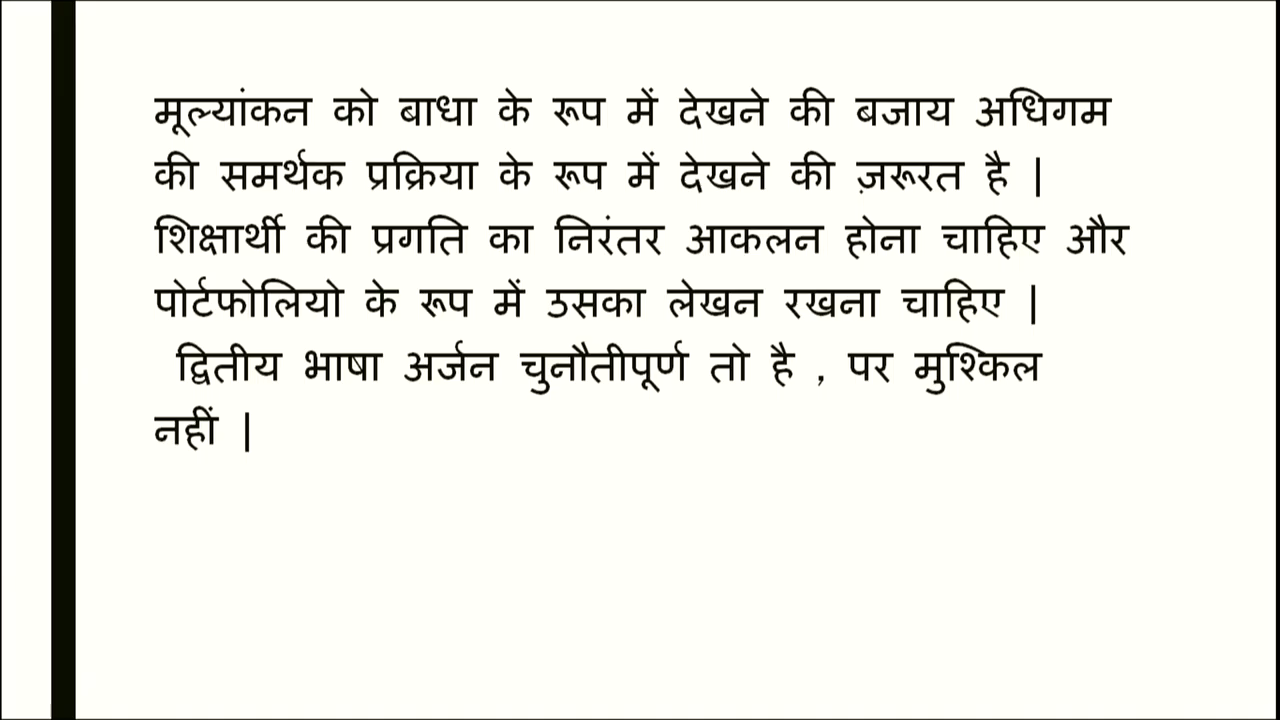 मूल्यांकन को बाधा के रूप में देखने की बजाय अधिगम
की समर्थक प्रक्रिया के रूप में देखने की ज़रूरत है |
शिक्षार्थी की प्रगति का निरंतर आकलन होना चाहिए और
पोर्टफोलियो के रूप में उसका लेखन रखना चाहिए |
द्वितीय भाषा अर्जन चुनौतीपूर्ण तो है , पर मुश्किल
नहीं |